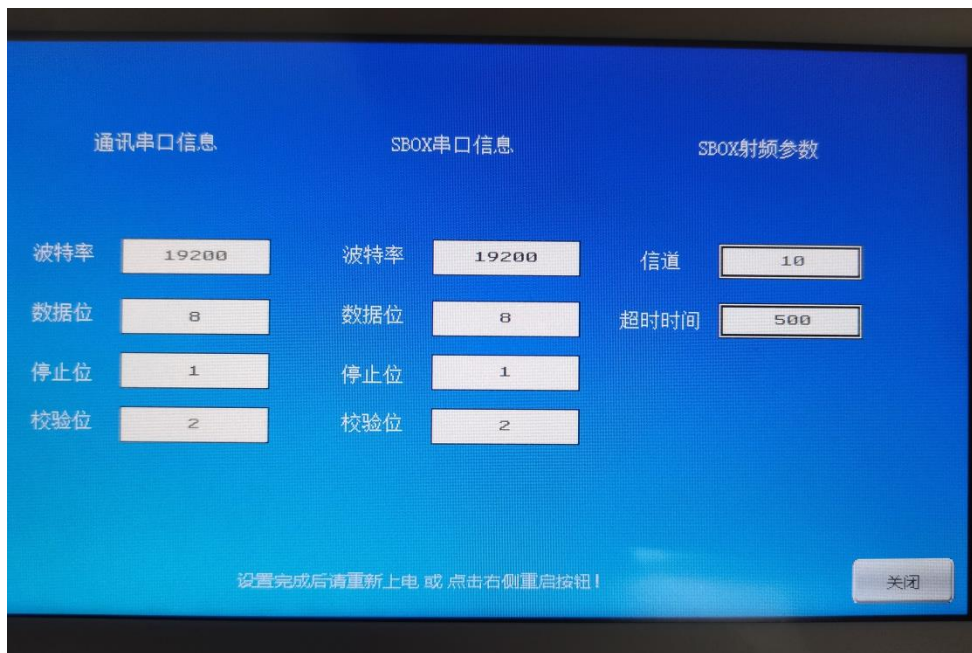 通讯串口信息 SBOX串口信息 SBOX射频参数
波特率 19200 波特率 19200 信道 10
数据位 8 数据位 8 超时时间 500
停止位 1 停止位 1
校验位 2 校验位 2
设置完成后请重新上电 或 点击右侧重启按钮！
关闭